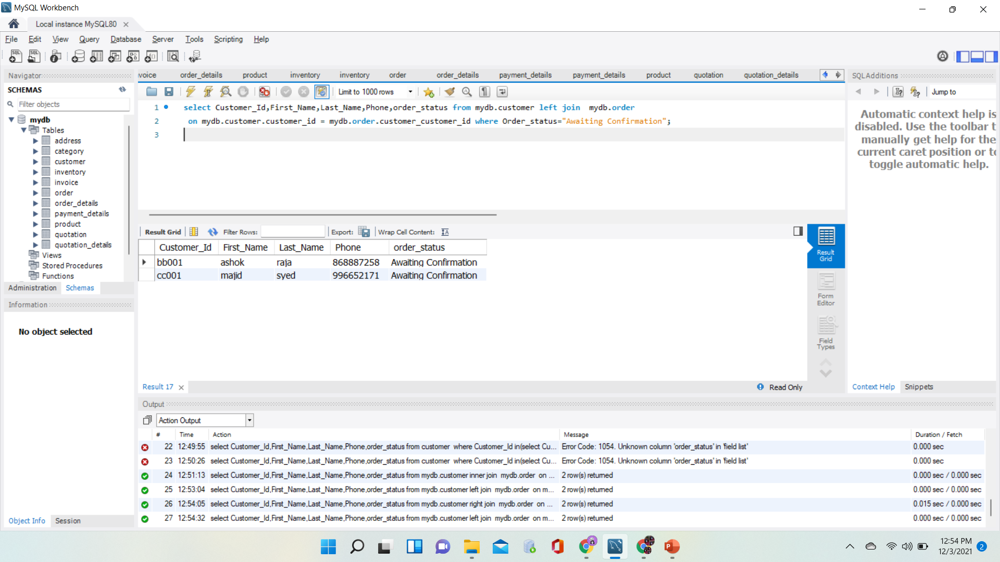 MySQL Workbench
Local instance MySQL80
File Edit View Query Database Server Tools Scripting Help
Navigator
SCHEMAS
Filter objects
mydb
Tables
address
category
customer
inventory
invoice
order
order_details
payment_details
product
quotation
quotation_details
Views
Stored Procedures
Functions
Administration Schemas
Information
No object selected
Object Info Session
voice order_details product inventory inventory order order_details payment_details payment_details product quotation quotation_details
Limit to 1000 rows
1 select Customer_Id,First_Name,Last_Name,Phone,order_status from mydb.customer left join  mydb.order
2 on mydb.customer.customer_id = mydb.order.customer_customer_id where Order_status="Awaiting Confirmation";
3
Result Grid Filter Rows: Export: Wrap Cell Content:
Customer_Id First_Name Last_Name Phone order_status
bb001 ashok raja 868887258 Awaiting Confirmation
cc001 majid syed 996652171 Awaiting Confirmation
Result
Grid
Form
Editor
Field
Types
Result 17
Read Only
SQLAdditions
Jump to
Automatic context help is
disabled. Use the toolbar t
manually get help for the
current caret position or to
toggle automatic help.
Context Help Snippets
Output
Action Output
# Time Action Message Duration / Fetch
22 12:49:55 select Customer_Id,First_Name,Last_Name,Phone,order_status from customer  where Customer_Id in(select Cu... Error Code: 1054. Unknown column 'order_status' in 'field list' 0.000 sec
23 12:50:26 select Customer_Id,First_Name,Last_Name,Phone,order_status from customer  where Customer_Id in(select Cu... Error Code: 1054. Unknown column 'order_status' in 'field list' 0.000 sec
24 12:51:13 select Customer_Id,First_Name,Last_Name,Phone,order_status from mydb.customer inner join  mydb.order  on ... 2 row(s) returned 0.000 sec / 0.000 sec
25 12:53:04 select Customer_Id,First_Name,Last_Name,Phone,order_status from mydb.customer left join  mydb.order  on m... 2 row(s) returned 0.000 sec / 0.000 sec
26 12:54:05 select Customer_Id,First_Name,Last_Name,Phone,order_status from mydb.customer right join  mydb.order  on ... 2 row(s) returned 0.015 sec / 0.000 sec
27 12:54:32 select Customer_Id,First_Name,Last_Name,Phone,order_status from mydb.customer left join  mydb.order  on m... 2 row(s) returned 0.000 sec / 0.000 sec
12:54 PM
12/3/2021
2